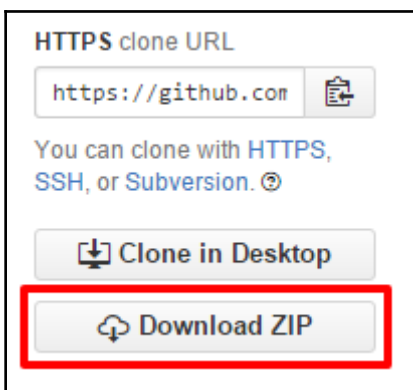 HTTPS clone URL
https://github.com
You can clone with HTTPS,
SSH, or Subversion.
Clone in Desktop
Download ZIP